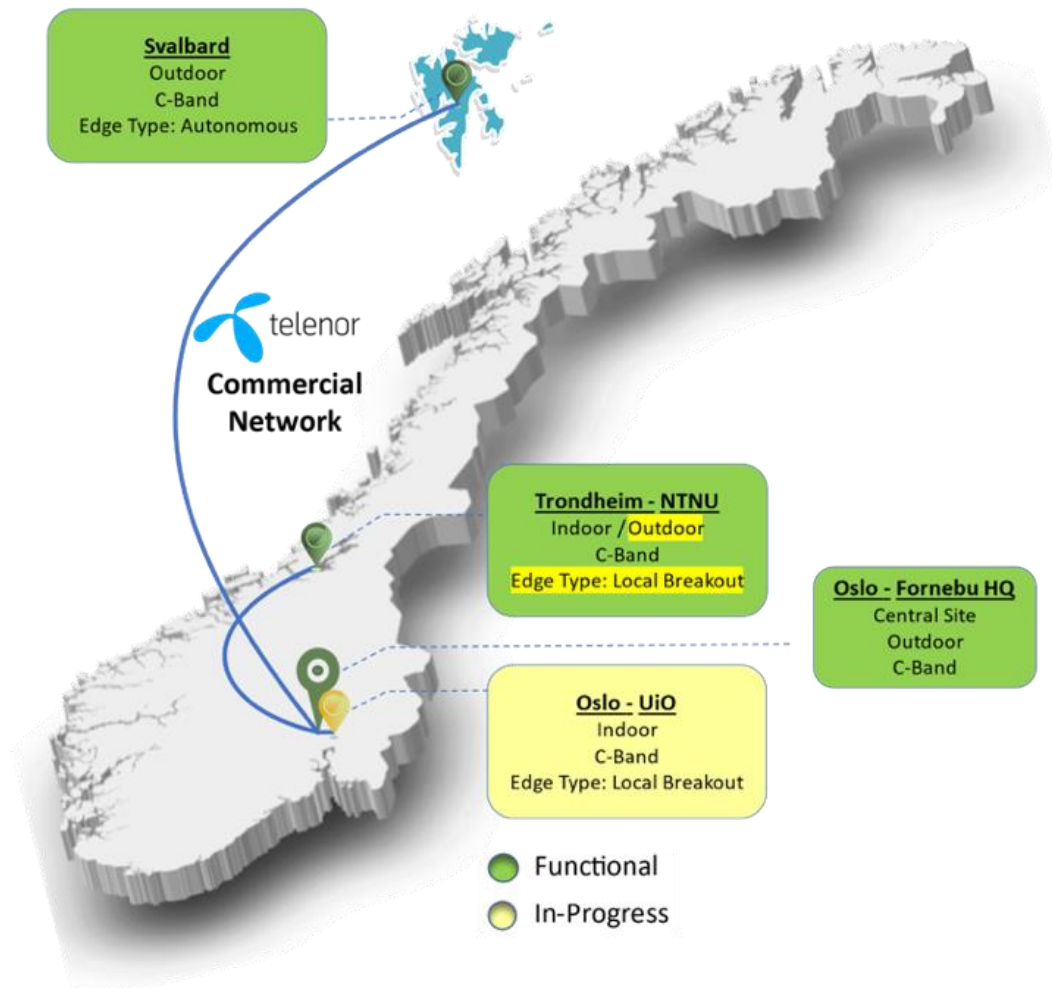 Svalbard
Outdoor
C-Band
Edge Type: Autonomous
telenor
Commercial
Network
Trondheim - NTNU
Indoor /Outdoor
C-Band
Edge Type: Local Breakout
Oslo - Fornebu HQ
Central Site
Outdoor
C-Band
Oslo - UiO
Indoor
C-Band
Edge Type: Local Breakout
Functional
In-Progress